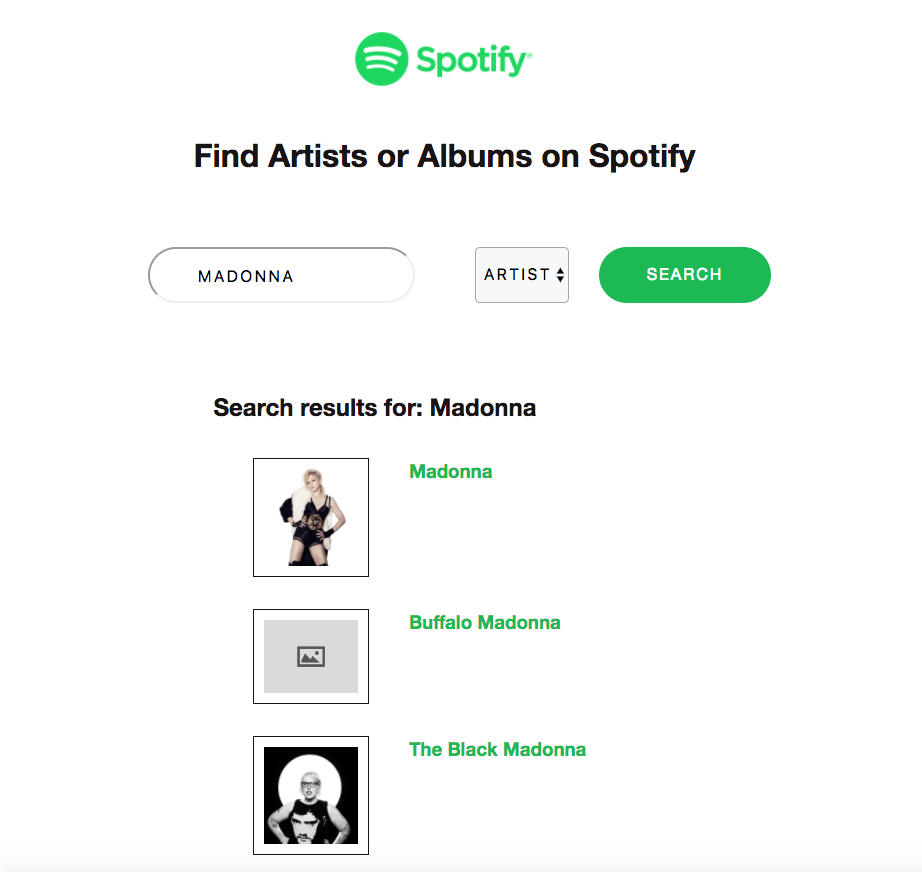 Spotify®
Find Artists or Albums on Spotify
MADONNA
ARTIST
SEARCH
Search results for: Madonna
Madonna
Buffalo Madonna
The Black Madonna